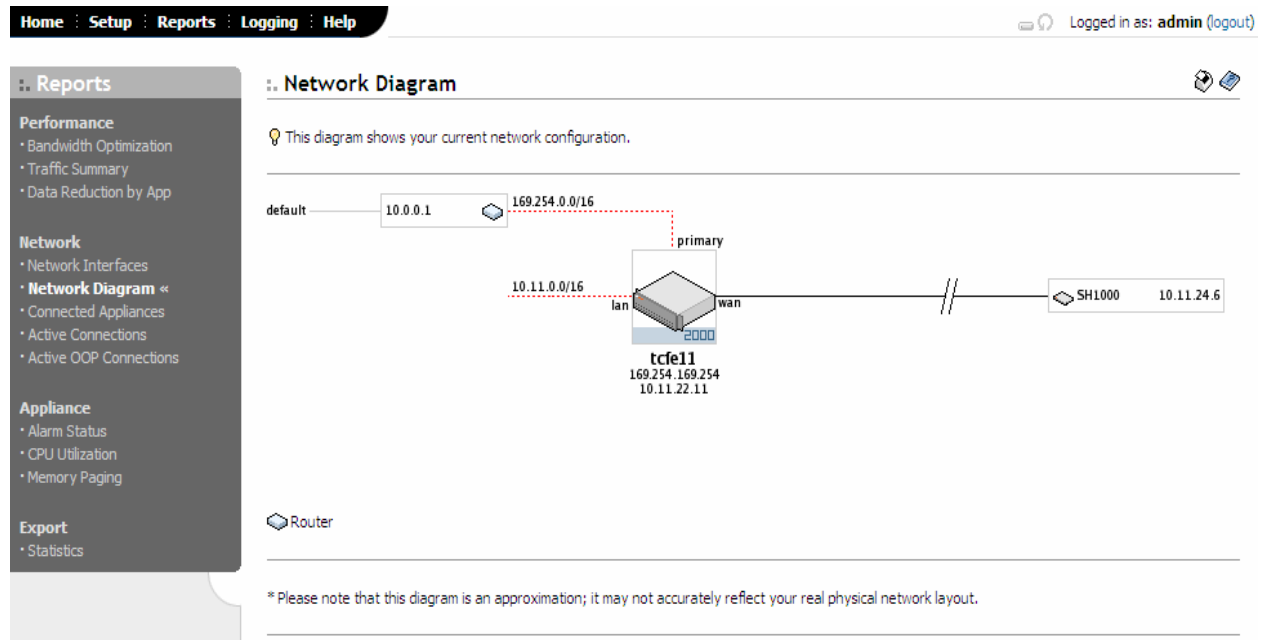 Home Setup Reports Logging Help
Logged in as: admin (logout)
:. Reports
Performance
· Bandwidth Optimization
· Traffic Summary
· Data Reduction by App
Network
· Network Interfaces
· Network Diagram «
· Connected Appliances
· Active Connections
· Active OOP Connections
Appliance
· Alarm Status
· CPU Utilization
· Memory Paging
Export
· Statistics
:. Network Diagram
This diagram shows your current network configuration.
default 10.0.0.1 169.254.0.0/16
primary
10.11.0.0/16
lan wan
SH1000 10.11.24.6
2000
tcfe11
169.254.169.254
10.11.22.11
Router
* Please note that this diagram is an approximation; it may not accurately reflect your real physical network layout.